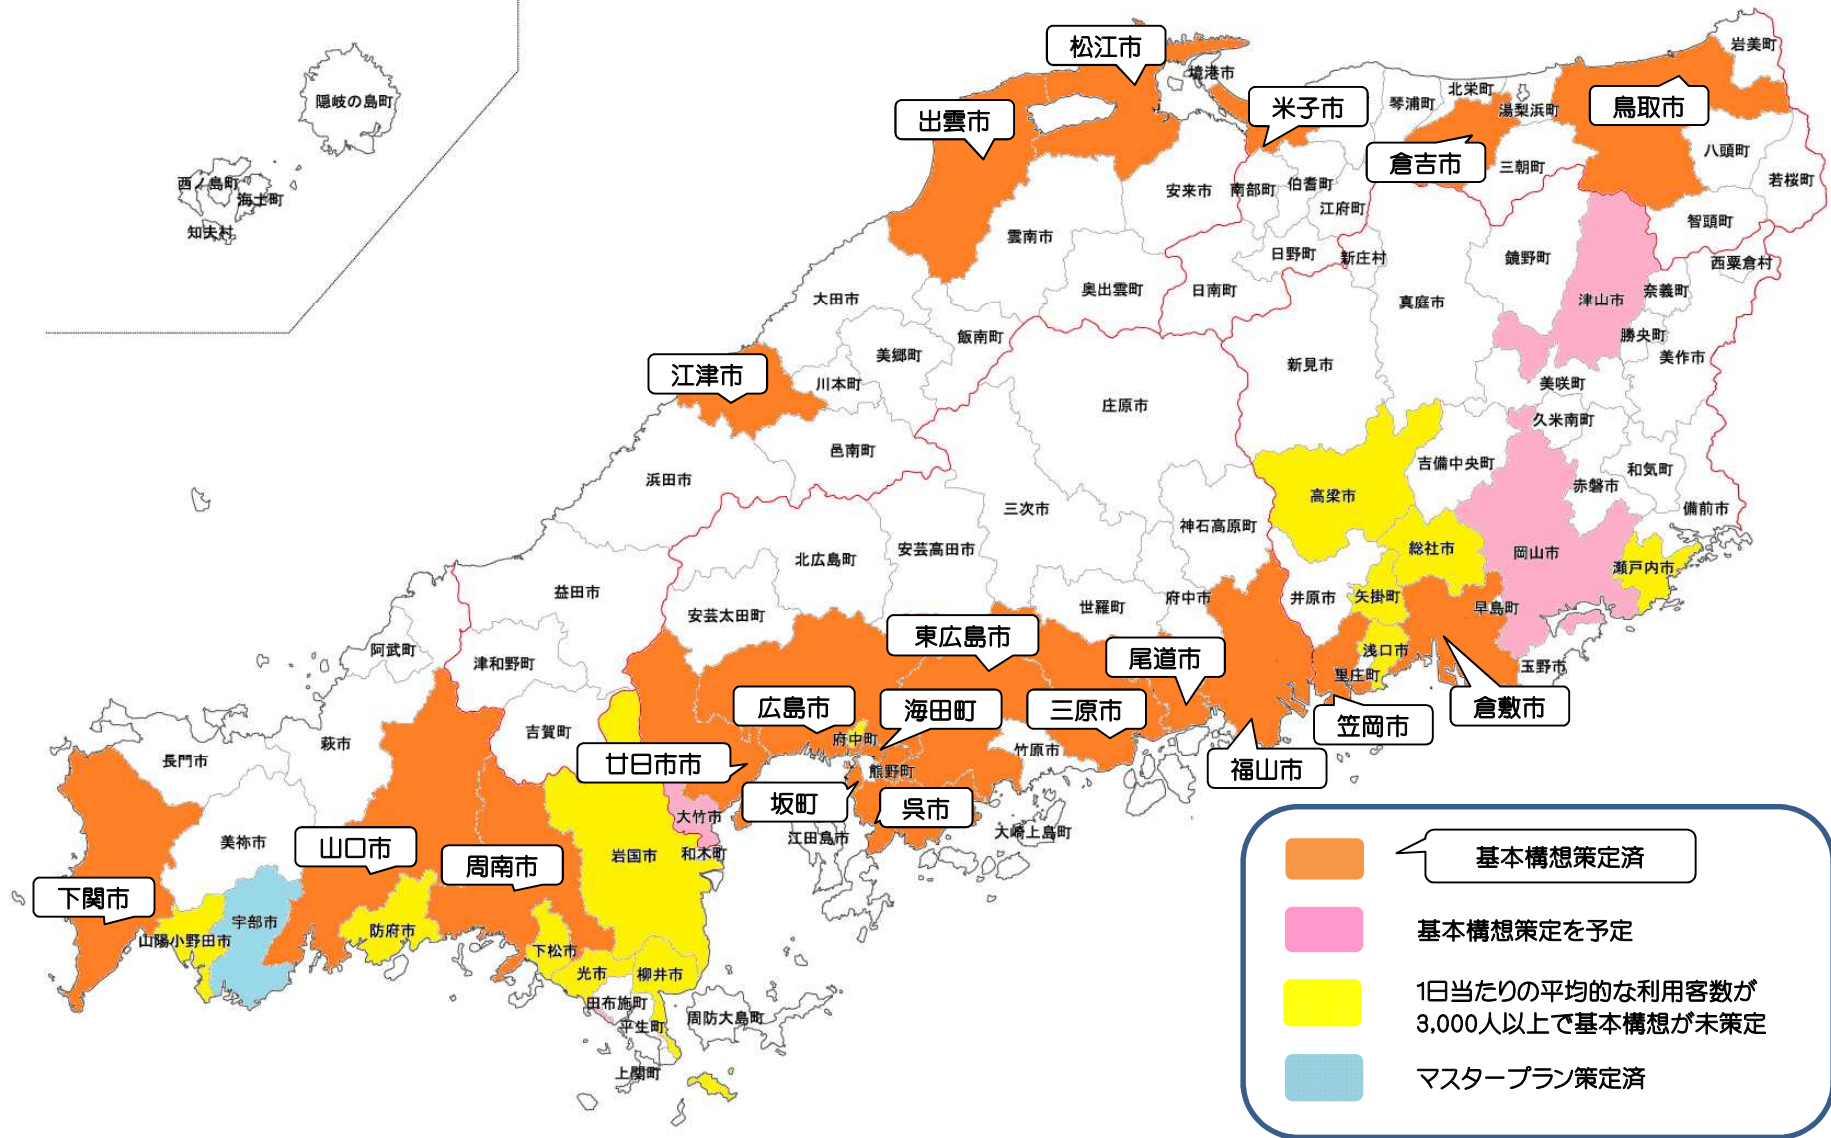 松江市
境港市
岩美町
隠岐の島町
出雲市
米子市
琴浦町
北栄町
湯梨浜町
鳥取市
倉吉市
三朝町
八頭町
若桜町
西ノ島町
海士町
知夫村
安来市
南部町
伯耆町
江府町
智頭町
雲南市
日野町
新庄村
鏡野町
西粟倉村
奥出雲町
日南町
真庭市
津山市
奈義町
大田市
飯南町
勝央町
美作市
美郷町
江津市
川本町
新見市
美咲町
庄原市
久米南町
邑南町
浜田市
吉備中央町
和気町
高梁市
赤磐市
備前市
三次市
神石高原町
安芸高田市
北広島町
総社市
岡山市
瀬戸内市
益田市
安芸太田町
世羅町
府中市
井原市
矢掛町
早島町
阿武町
津和野町
東広島市
尾道市
浅口市
里庄町
玉野市
倉敷市
笠岡市
広島市
海田町
三原市
府中町
竹原市
吉賀町
萩市
長門市
廿日市市
熊野町
福山市
坂町
呉市
大竹市
江田島市
大崎上島町
美祢市
山口市
周南市
岩国市
和木町
下関市
宇部市
山陽小野田市
防府市
下松市
光市
柳井市
田布施町
平生町
周防大島町
上関町
基本構想策定済
基本構想策定を予定
1日当たりの平均的な利用客数が
3,000人以上で基本構想が未策定
マスタープラン策定済